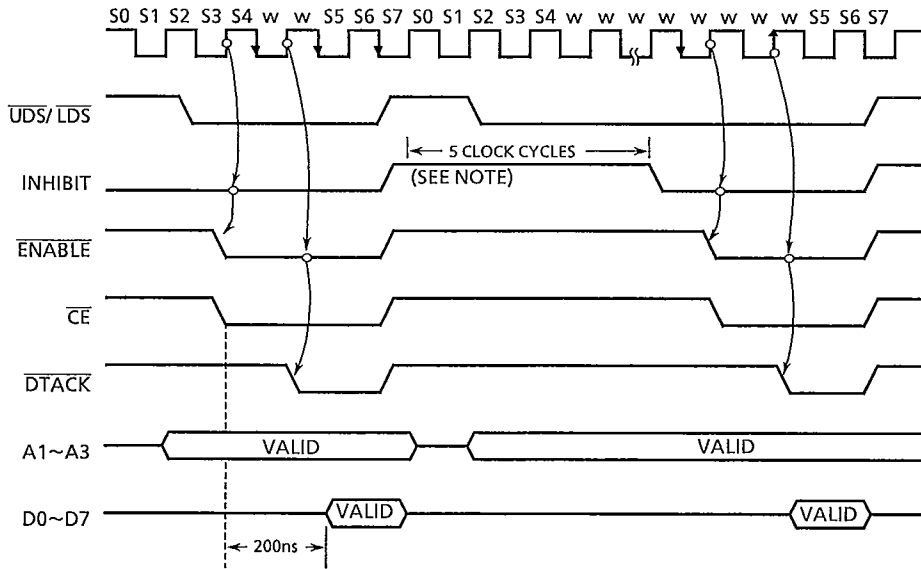 S0 S1 S2 S3 S4 w w S5 S6 S7 S0 S1 S2 S3 S4 w w w w w w w S5 S6 S7
UDS/LDS
5 CLOCK CYCLES
INHIBIT
(SEE NOTE)
ENABLE
CE
DTACK
A1~A3 VALID VALID
D0~D7 VALID VALID
200ns